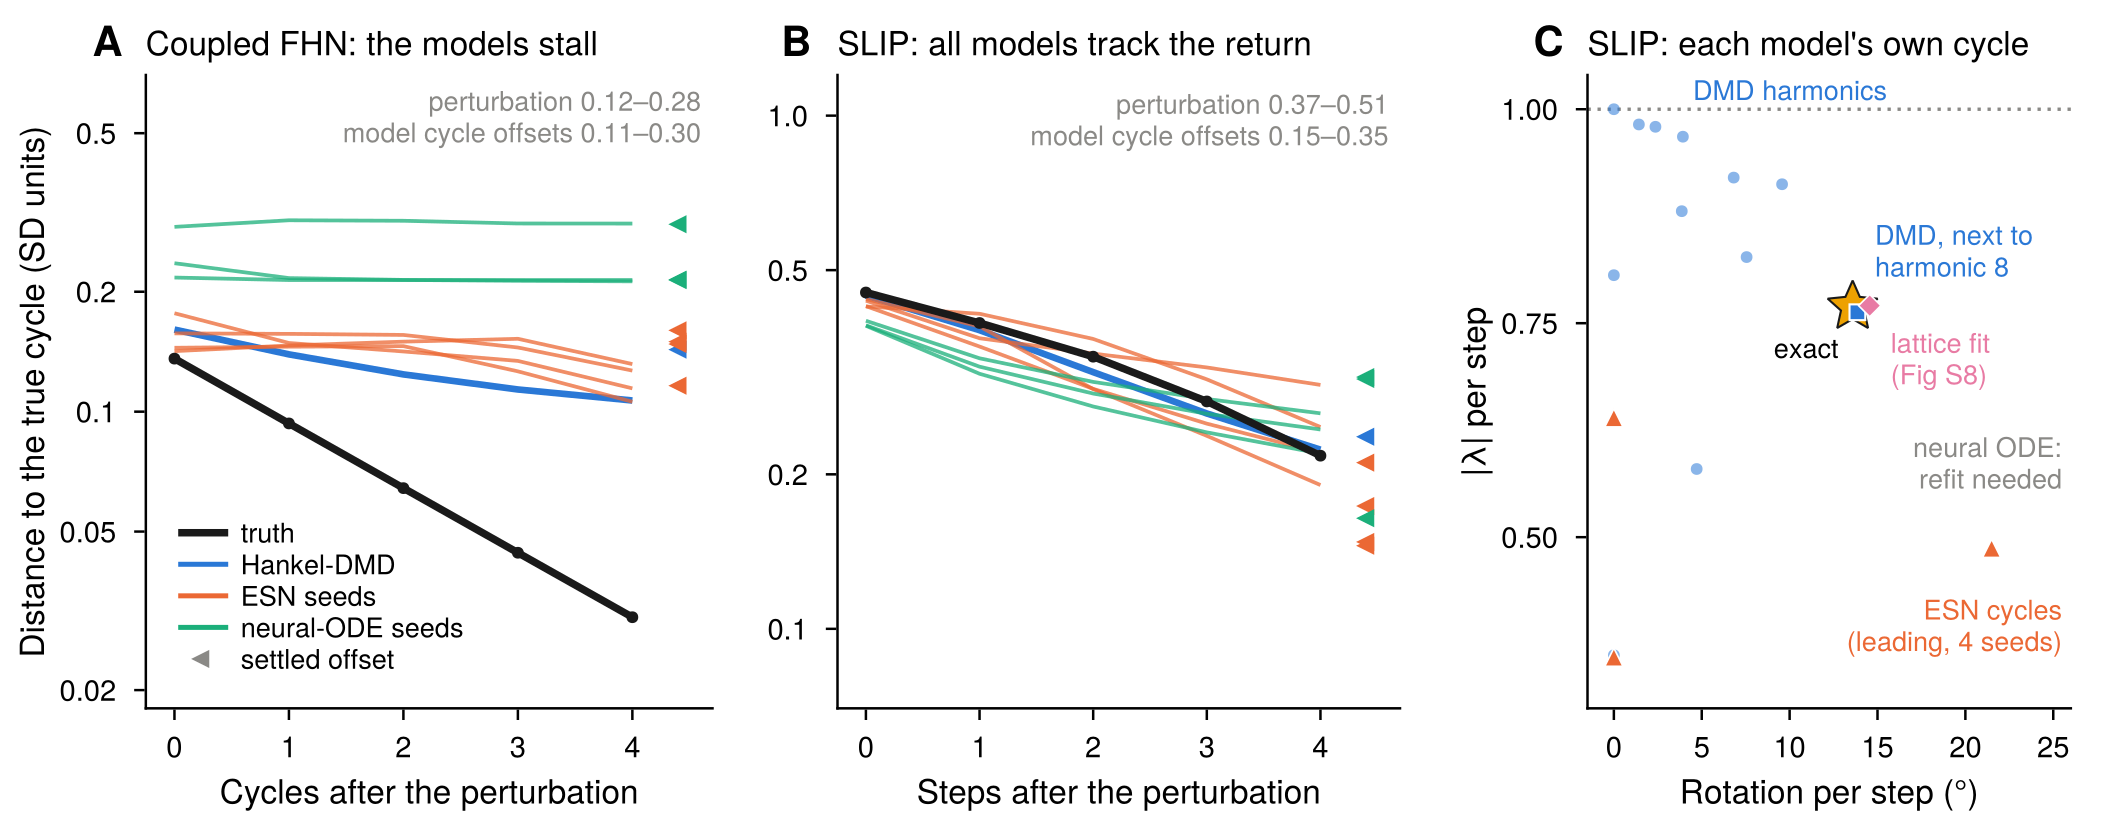 A Coupled FHN: the models stall
perturbation 0.12–0.28
model cycle offsets 0.11–0.30
Distance to the true cycle (SD units)
0.5
0.2
0.1
0.05
0.02
truth
Hankel-DMD
ESN seeds
neural-ODE seeds
settled offset
0 1 2 3 4
Cycles after the perturbation
B SLIP: all models track the return
perturbation 0.37–0.51
model cycle offsets 0.15–0.35
1.0
0.5
0.2
0.1
0 1 2 3 4
Steps after the perturbation
C SLIP: each model's own cycle
DMD harmonics
|λ| per step
1.00
0.75
0.50
DMD, next to
harmonic 8
exact
lattice fit
(Fig S8)
neural ODE:
refit needed
ESN cycles
(leading, 4 seeds)
0 5 10 15 20 25
Rotation per step (°)